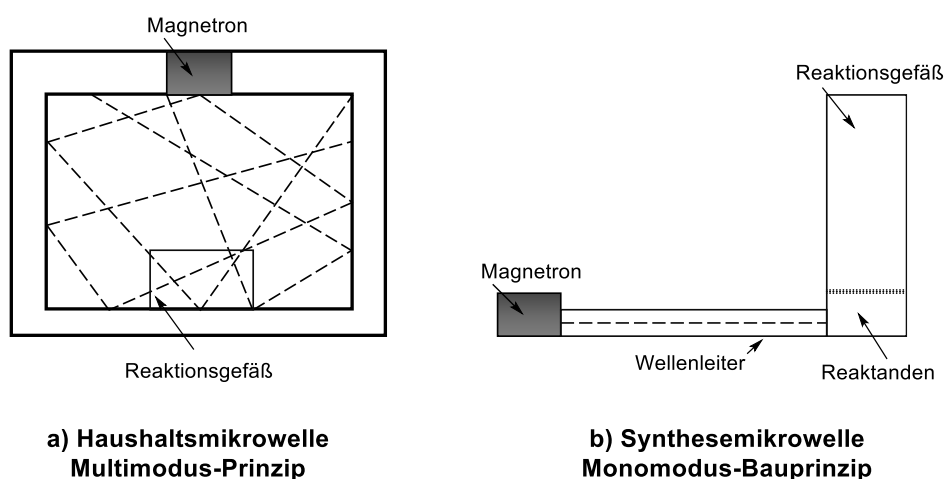 Magnetron
Reaktionsgefäß
a) Haushaltsmikrowelle
Multimodus-Prinzip
Reaktionsgefäß
Magnetron
Wellenleiter
Reaktanden
b) Synthesemikrowelle
Monomodus-Bauprinzip